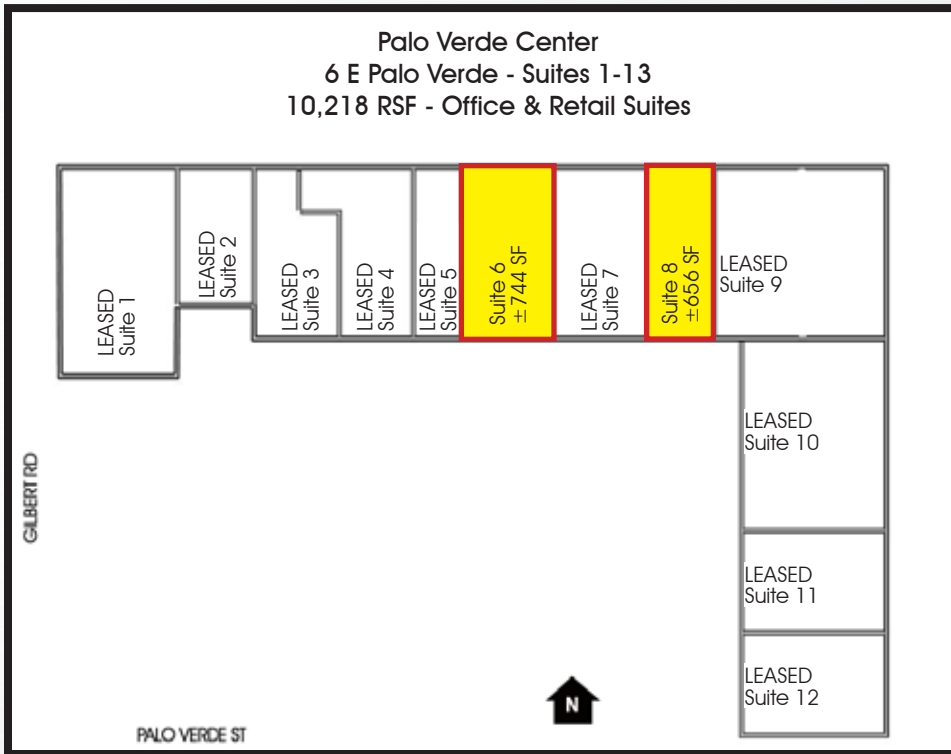 Palo Verde Center
6 E Palo Verde - Suites 1-13
10,218 RSF - Office & Retail Suites
LEASED
Suite 1
LEASED
Suite 2
LEASED
Suite 3
LEASED
Suite 4
LEASED
Suite 5
Suite 6
±744 SF
LEASED
Suite 7
Suite 8
±656 SF
LEASED
Suite 9
LEASED
Suite 10
LEASED
Suite 11
LEASED
Suite 12
GILBERT RD
N
PALO VERDE ST